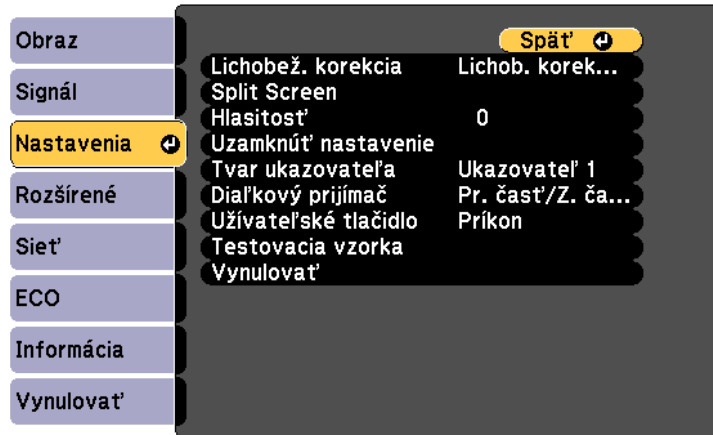 Obraz
Signál
Nastavenia
Rozšírené
Sieť
ECO
Informácia
Vynulovať
Späť
Lichobež. korekcia Lichob. korek...
Split Screen
Hlasitosť 0
Uzamknúť nastavenie
Tvar ukazovateľa Ukazovateľ 1
Diaľkový prijímač Pr. časť/Z. ča...
Užívateľské tlačidlo Príkon
Testovacia vzorka
Vynulovať